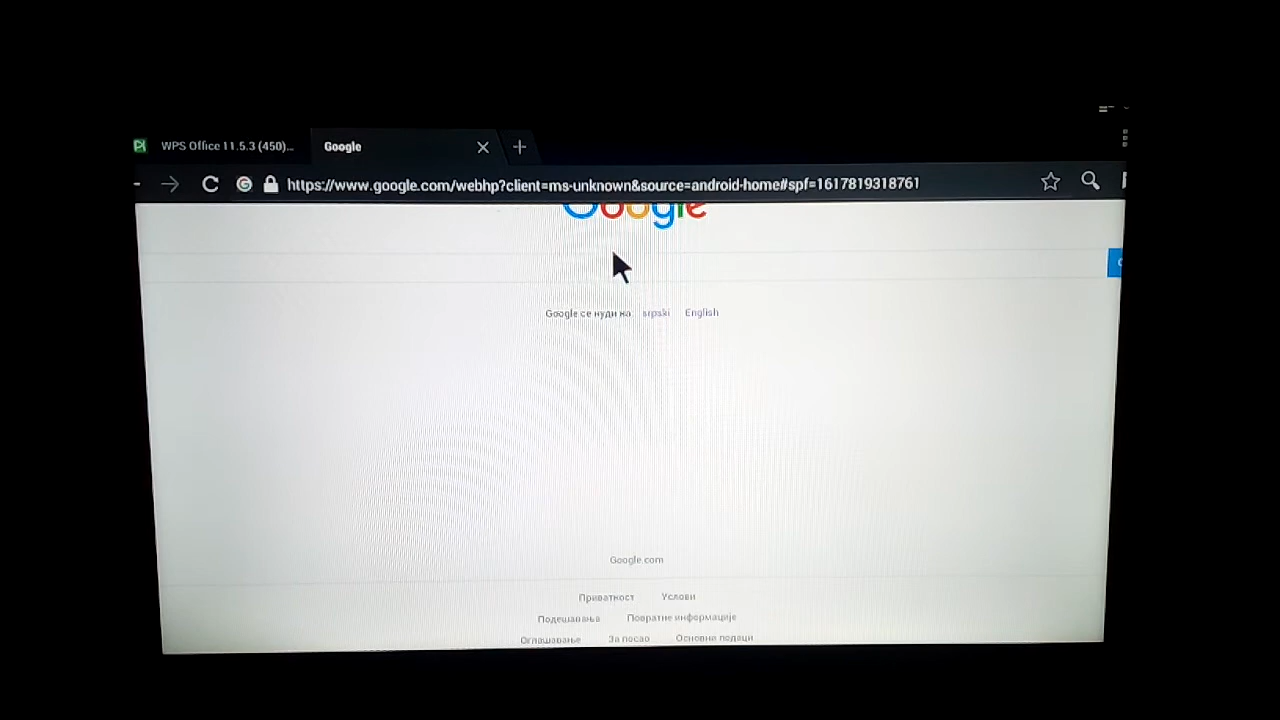 WPS Office 11.5.3 (450)... Google
https://www.google.com/webhp?client=ms-unknown&source=android-home#spf=1617819318761
Google
Google се нуди на: srpski English
Google.com
Приватност Услови
Подешавања Повратне информације
Оглашавање За посао Основни подаци